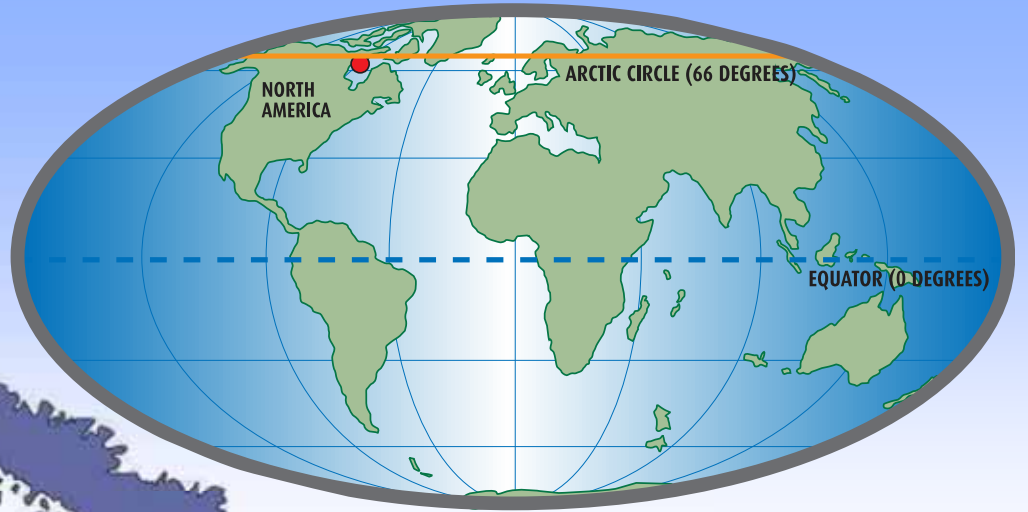 ARCTIC CIRCLE (66 DEGREES)
NORTH
AMERICA
EQUATOR (0 DEGREES)